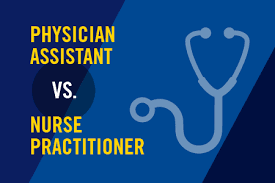 PHYSICIAN
ASSISTANT
VS.
NURSE
PRACTITIONER